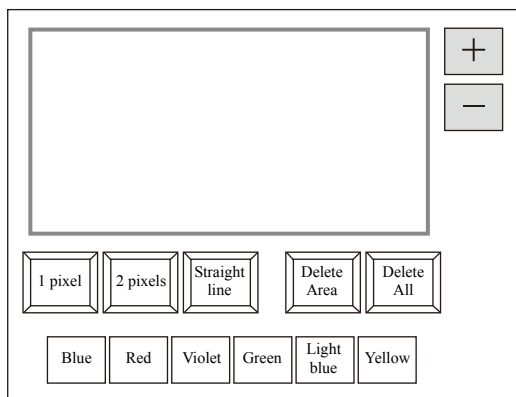 +
−
1 pixel
2 pixels
Straight
line
Delete
Area
Delete
All
Blue
Red
Violet
Green
Light
blue
Yellow